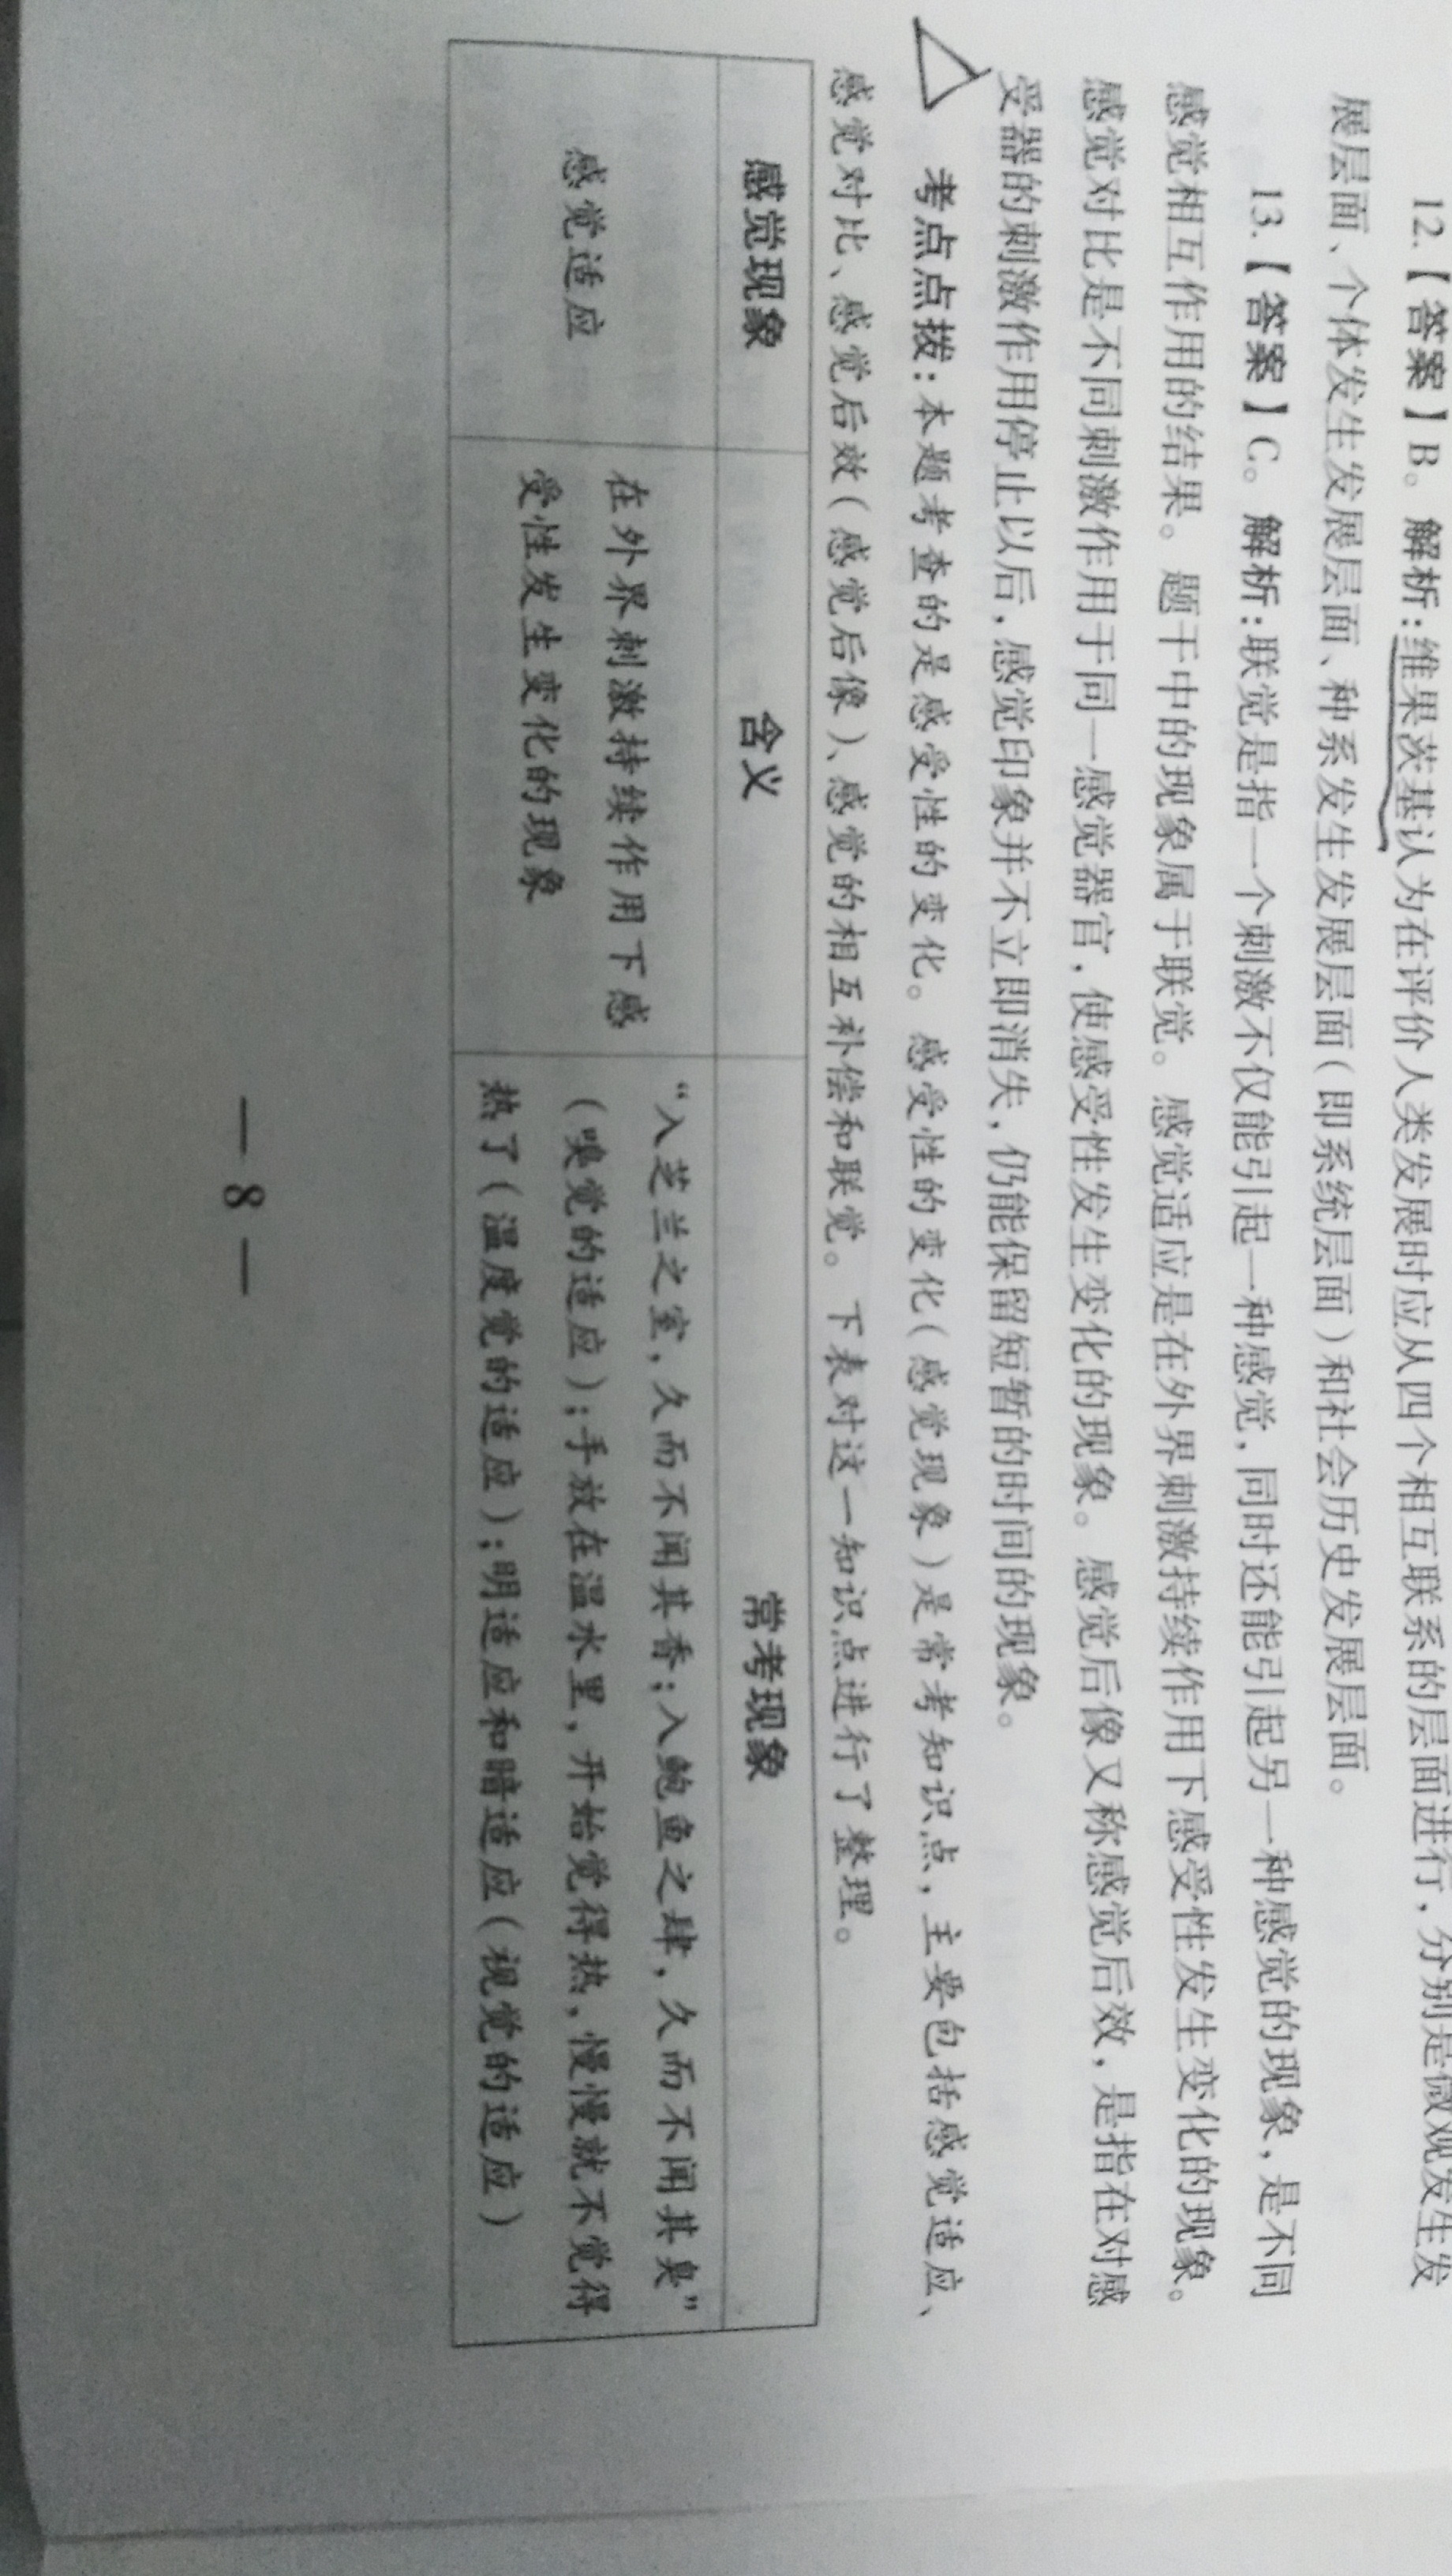 12.【答案】B。解析：维果茨基认为在评价人类发展时应从四个相互联系的层面进行，分别是微观发生发
展层面、个体发生发展层面、种系发生发展层面（即系统层面）和社会历史发展层面。
13.【答案】C。解析：联觉是指一个刺激不仅能引起一种感觉，同时还能引起另一种感觉的现象，是不同
感觉相互作用的结果。题干中的现象属于联觉。感觉适应是在外界刺激持续作用下感受性发生变化的现象。
感觉对比是不同刺激作用于同一感觉器官，使感受性发生变化的现象。感觉后像又称感觉后效，是指在对感
受器的刺激作用停止以后，感觉印象并不立即消失，仍能保留短暂的时间的现象。
考点点拨：本题考查的是感受性的变化。感受性的变化（感觉现象）是常考知识点，主要包括感觉适应、
感觉对比、感觉后效（感觉后像）、感觉的相互补偿和联觉。下表对这一知识点进行了整理。
感觉现象 含义 常考现象
感觉适应
在外界刺激持续作用下感
受性发生变化的现象
“入芝兰之室，久而不闻其香；入鲍鱼之肆，久而不闻其臭”
（嗅觉的适应）；手放在温水里，开始觉得热，慢慢就不觉得
热了（温度觉的适应）；明适应和暗适应（视觉的适应）
— 8 —